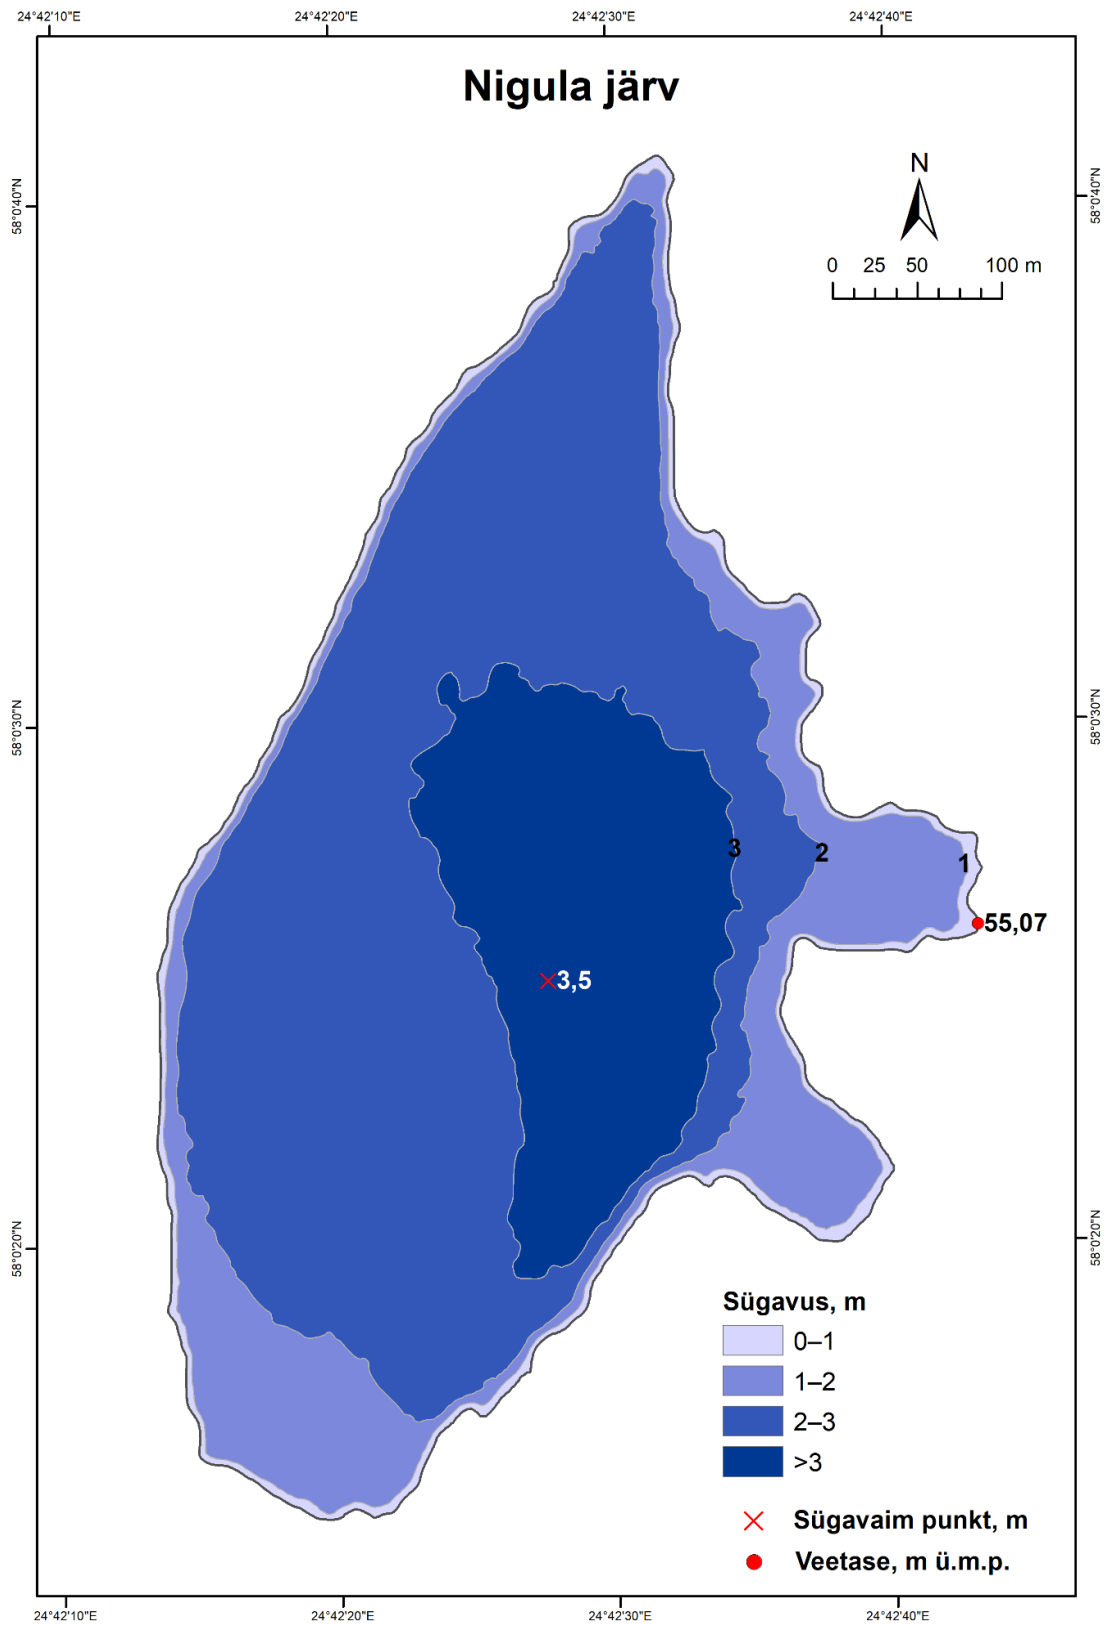 24°42'10"E 24°42'20"E 24°42'30"E 24°42'40"E
Nigula järv
N
0 25 50 100 m
58°0'40"N 58°0'40"N
58°0'30"N 58°0'30"N
3 2 1
55,07
3,5
58°0'20"N 58°0'20"N
Sügavus, m
0–1
1–2
2–3
>3
Sügavaim punkt, m
Veetase, m ü.m.p.
24°42'10"E 24°42'20"E 24°42'30"E 24°42'40"E